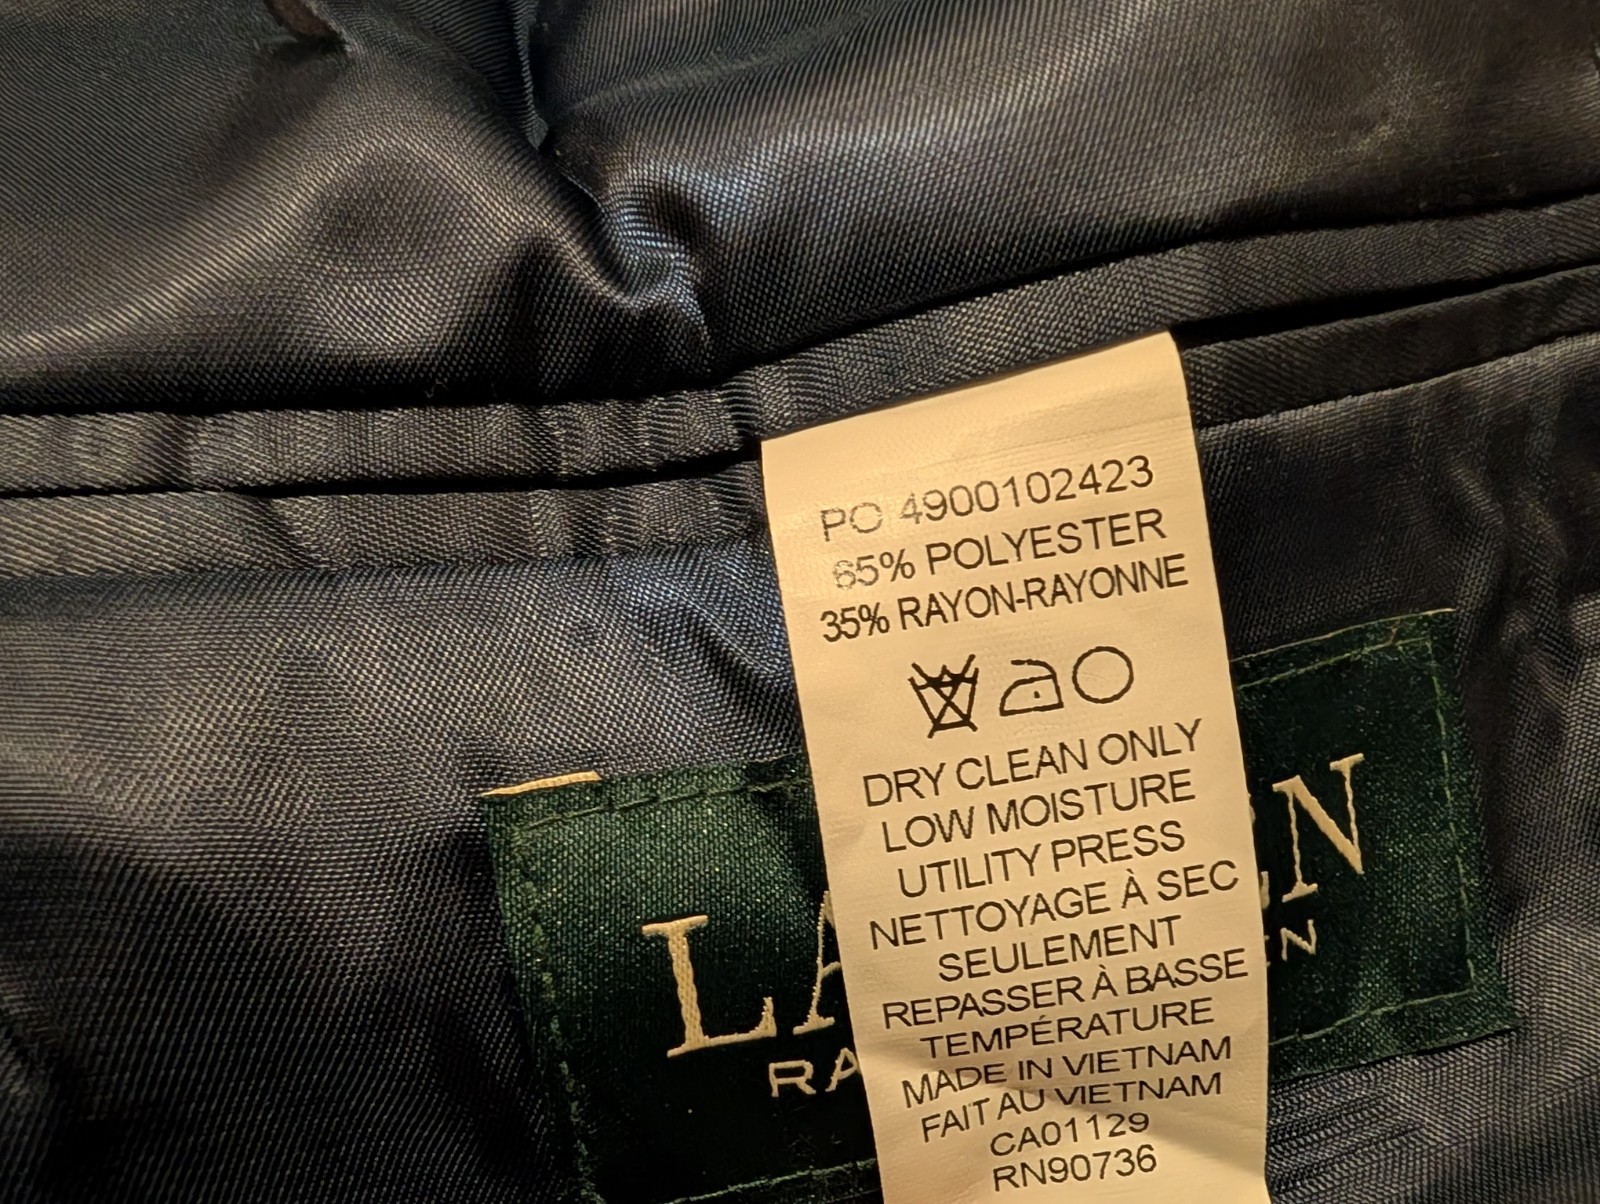 PO 4900102423
65% POLYESTER
35% RAYON-RAYONNE
DRY CLEAN ONLY
LOW MOISTURE
UTILITY PRESS
NETTOYAGE À SEC
SEULEMENT
REPASSER À BASSE
TEMPÉRATURE
MADE IN VIETNAM
FAIT AU VIETNAM
CA01129
RN90736